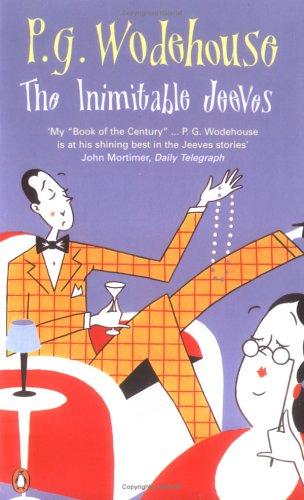 P.G. Wodehouse
The Inimitable Jeeves
‘My “Book of the Century” ... P. G. Wodehouse
is at his shining best in the Jeeves stories’
John Mortimer, Daily Telegraph